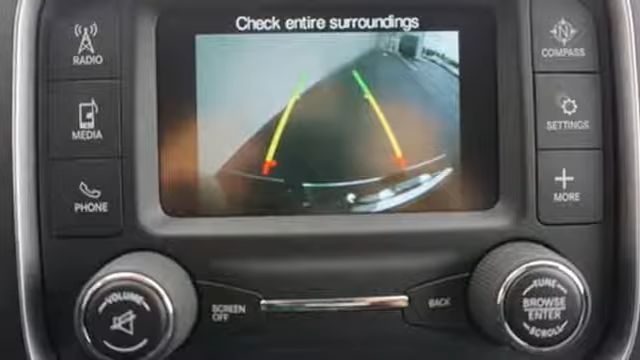 Check entire surroundings
RADIO
MEDIA
PHONE
N
COMPASS
SETTINGS
MORE
VOLUME
SCREEN
OFF
BACK
TUNE
BROWSE
ENTER
SCROLL